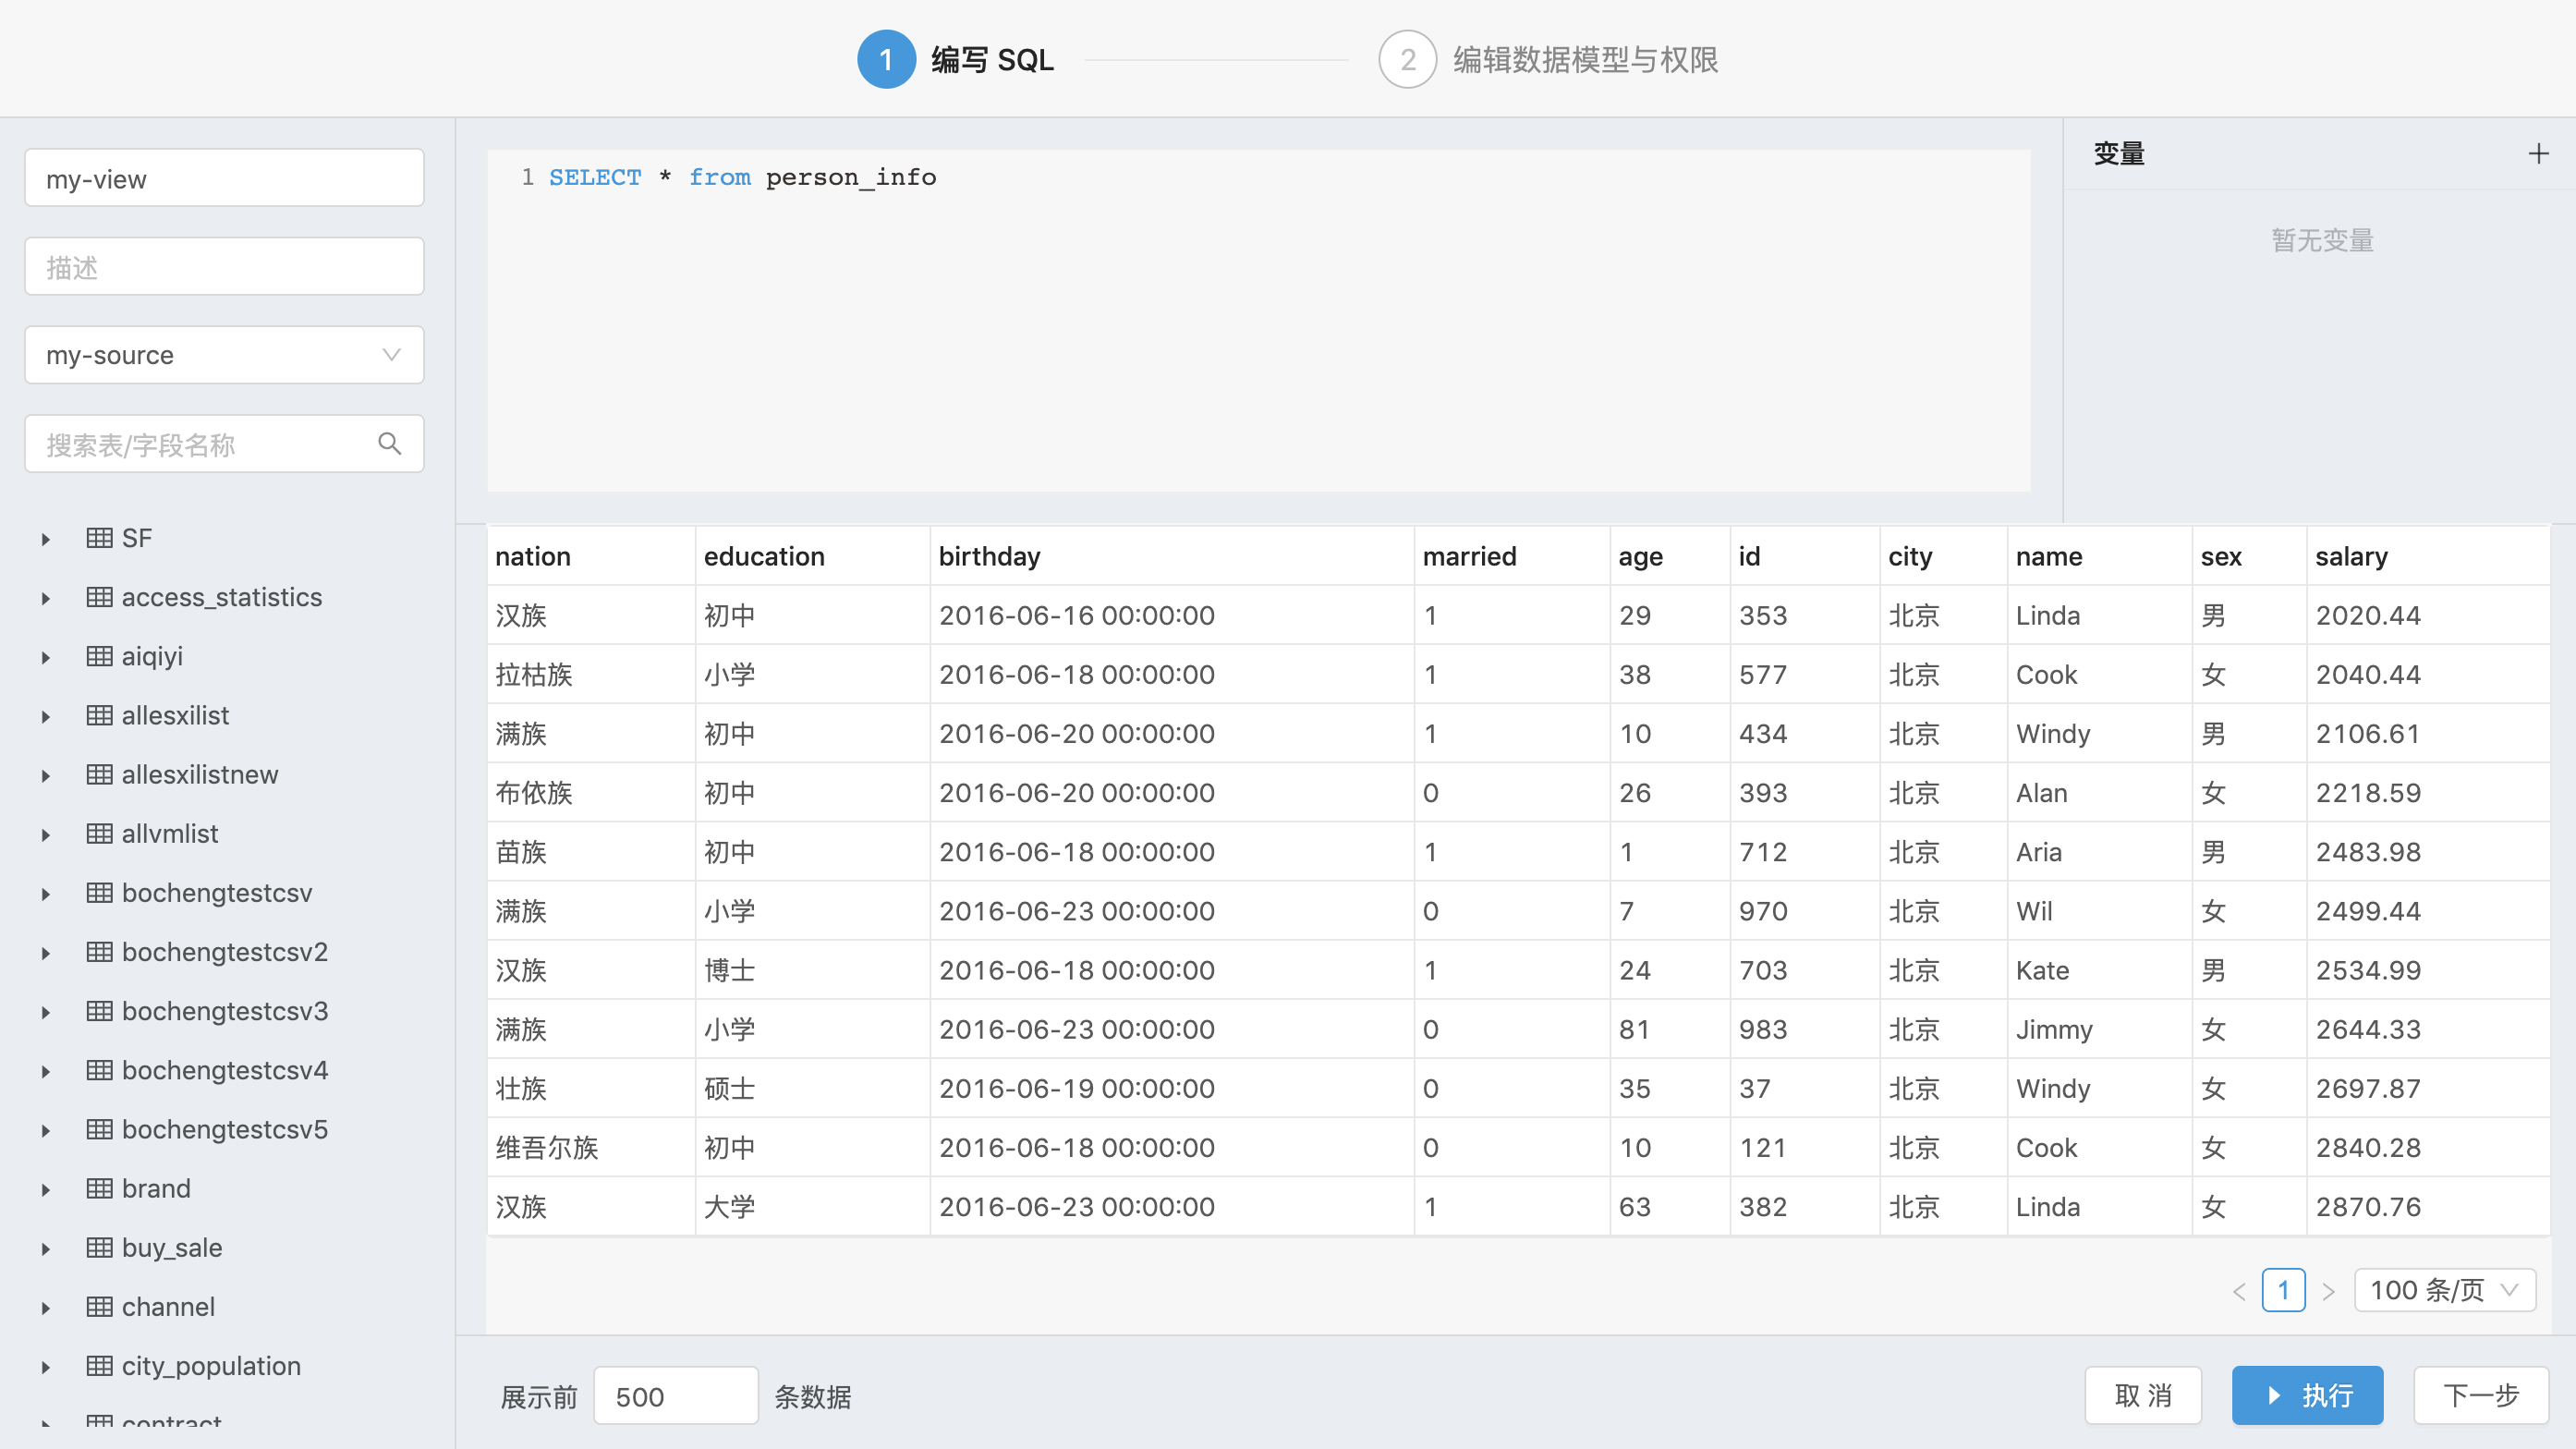 1 编写 SQL 2 编辑数据模型与权限
my-view
描述
my-source
搜索表/字段名称
SF
access_statistics
aiqiyi
allesxilist
allesxilistnew
allvmlist
bochengtestcsv
bochengtestcsv2
bochengtestcsv3
bochengtestcsv4
bochengtestcsv5
brand
buy_sale
channel
city_population
contract
1 SELECT * from person_info
变量 +
暂无变量
nation education birthday married age id city name sex salary
汉族 初中 2016-06-16 00:00:00 1 29 353 北京 Linda 男 2020.44
拉枯族 小学 2016-06-18 00:00:00 1 38 577 北京 Cook 女 2040.44
满族 初中 2016-06-20 00:00:00 1 10 434 北京 Windy 男 2106.61
布依族 初中 2016-06-20 00:00:00 0 26 393 北京 Alan 女 2218.59
苗族 初中 2016-06-18 00:00:00 1 1 712 北京 Aria 男 2483.98
满族 小学 2016-06-23 00:00:00 0 7 970 北京 Wil 女 2499.44
汉族 博士 2016-06-18 00:00:00 1 24 703 北京 Kate 男 2534.99
满族 小学 2016-06-23 00:00:00 0 81 983 北京 Jimmy 女 2644.33
壮族 硕士 2016-06-19 00:00:00 0 35 37 北京 Windy 女 2697.87
维吾尔族 初中 2016-06-18 00:00:00 0 10 121 北京 Cook 女 2840.28
汉族 大学 2016-06-23 00:00:00 1 63 382 北京 Linda 女 2870.76
< 1 > 100 条/页
展示前 500 条数据 取 消 执行 下一步